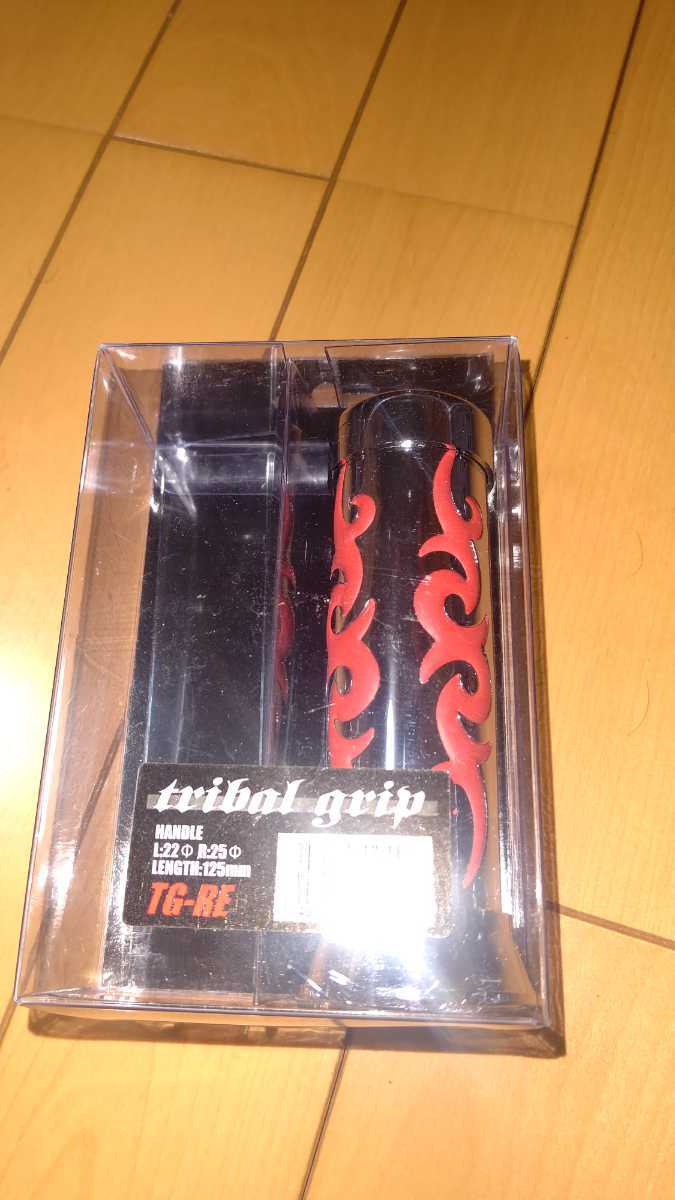 tribal grip
HANDLE
L:22Φ R:25Φ
LENGTH:125mm
TG-RE